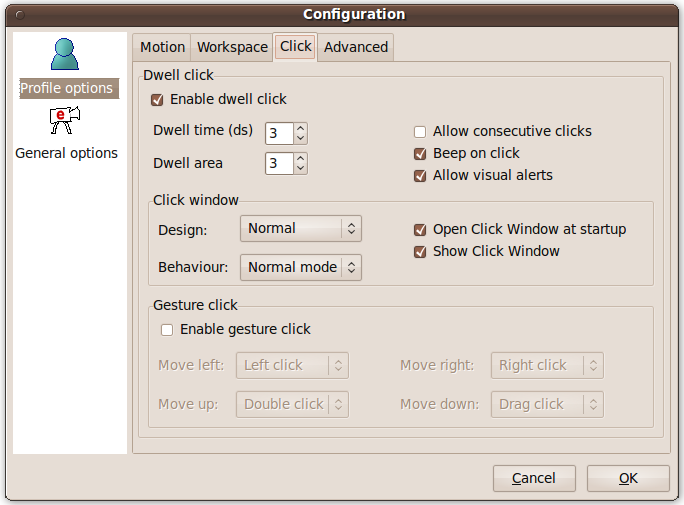 Configuration
Profile options
e
General options
Motion Workspace Click Advanced
Dwell click
Enable dwell click
Dwell time (ds) 3
Allow consecutive clicks
Beep on click
Dwell area 3
Allow visual alerts
Click window
Design: Normal
Open Click Window at startup
Show Click Window
Behaviour: Normal mode
Gesture click
Enable gesture click
Move left: Left click Move right: Right click
Move up: Double click Move down: Drag click
Cancel OK